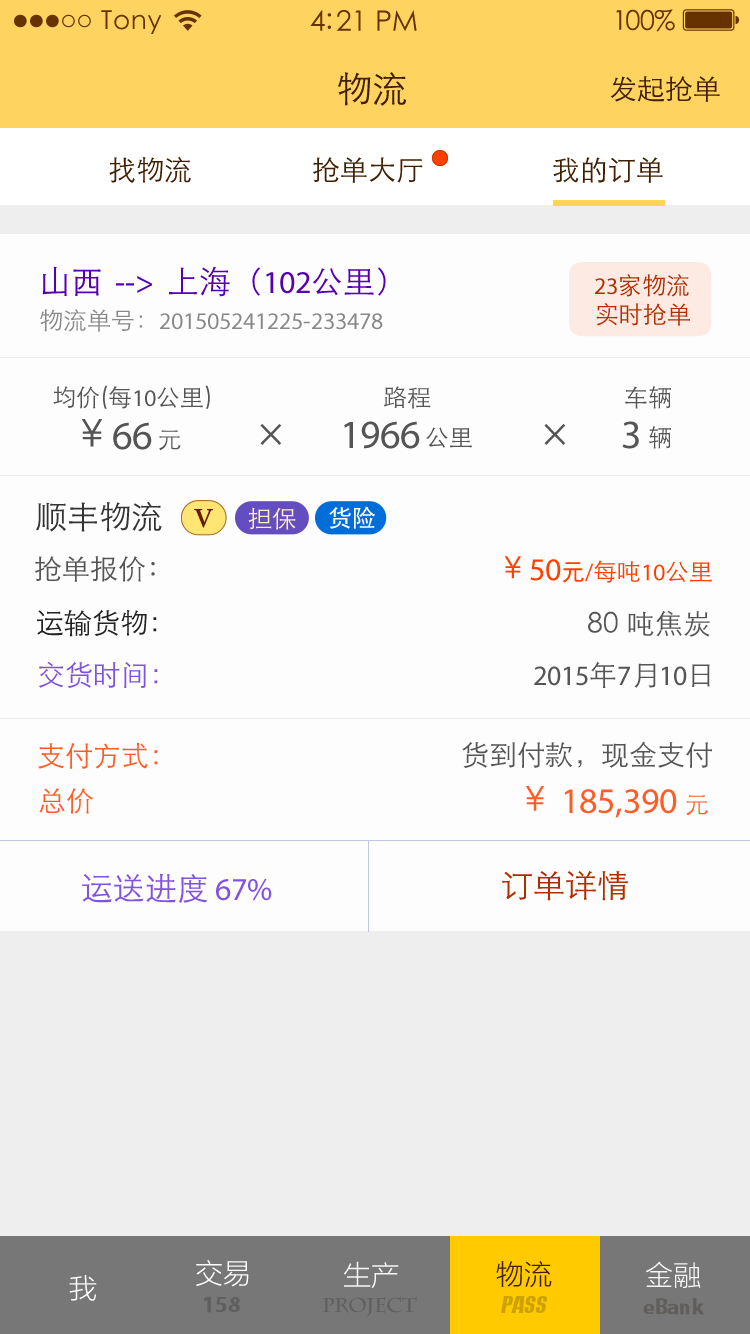 ●●●○○ Tony 4:21 PM 100%
物流 发起抢单
找物流 抢单大厅 我的订单
山西 --> 上海（102公里）
物流单号：201505241225-233478
23家物流
实时抢单
均价(每10公里) 路程 车辆
¥ 66 元 × 1966 公里 × 3 辆
顺丰物流 V 担保 货险
抢单报价： ¥ 50元/每吨10公里
运输货物： 80 吨焦炭
交货时间： 2015年7月10日
支付方式： 货到付款，现金支付
总价 ¥ 185,390 元
运送进度 67% 订单详情
我 交易 生产 物流 金融
158 PROJECT PASS eBank